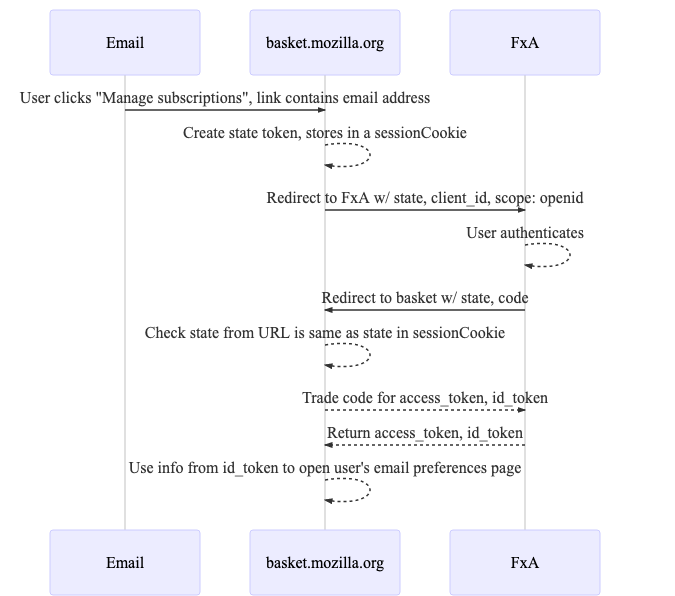 Email
basket.mozilla.org
FxA
User clicks "Manage subscriptions", link contains email address
Create state token, stores in a sessionCookie
Redirect to FxA w/ state, client_id, scope: openid
User authenticates
Redirect to basket w/ state, code
Check state from URL is same as state in sessionCookie
Trade code for access_token, id_token
Return access_token, id_token
Use info from id_token to open user's email preferences page
Email
basket.mozilla.org
FxA